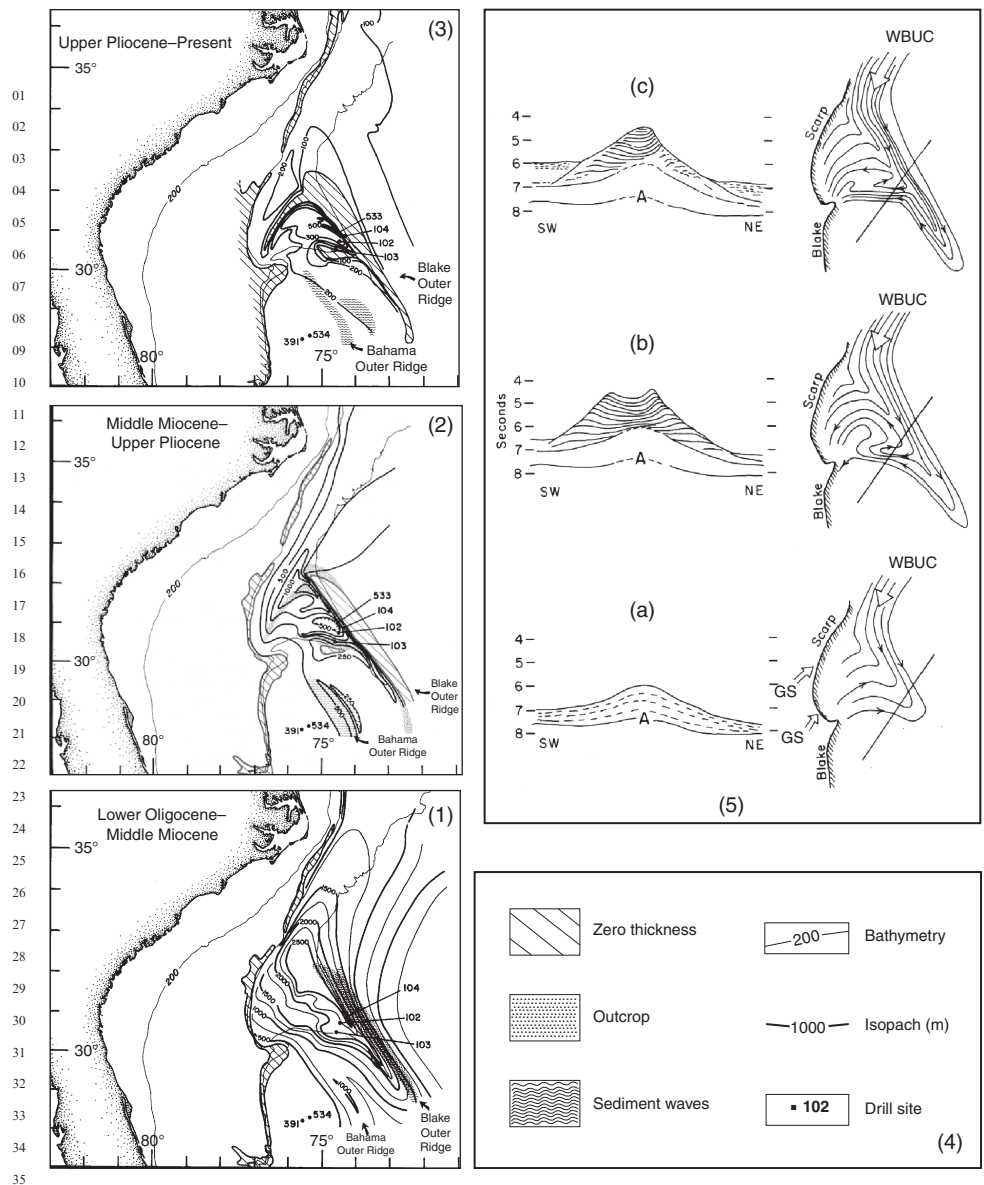 01
02
03
04
05
06
07
08
09
10
11
12
13
14
15
16
17
18
19
20
21
22
23
24
25
26
27
28
29
30
31
32
33
34
35
Upper Pliocene–Present
(3)
35°
30°
80°
75°
200
100
100
200
500
300
100
200
200
533
104
102
103
Blake
Outer
Ridge
391 534
Bahama
Outer Ridge
Middle Miocene–
Upper Pliocene
(2)
35°
30°
80°
75°
200
500
1000
500
250
250
500
533
104
102
103
Blake
Outer
Ridge
391 534
Bahama
Outer Ridge
Lower Oligocene–
Middle Miocene
(1)
35°
30°
80°
75°
200
1500
2000
2500
2000
1500
1000
500
1000
104
102
103
391 534
Bahama
Outer Ridge
Blake
Outer
Ridge
WBUC
(c)
4
5
6
7
8
A
SW NE
Scarp
Blake
WBUC
(b)
Seconds
4
5
6
7
8
A
SW NE
Scarp
Blake
WBUC
(a)
4
5
6
7
8
A
SW NE
GS
GS
Scarp
Blake
(5)
Zero thickness
200 Bathymetry
Outcrop
1000 Isopach (m)
Sediment waves
102 Drill site
(4)